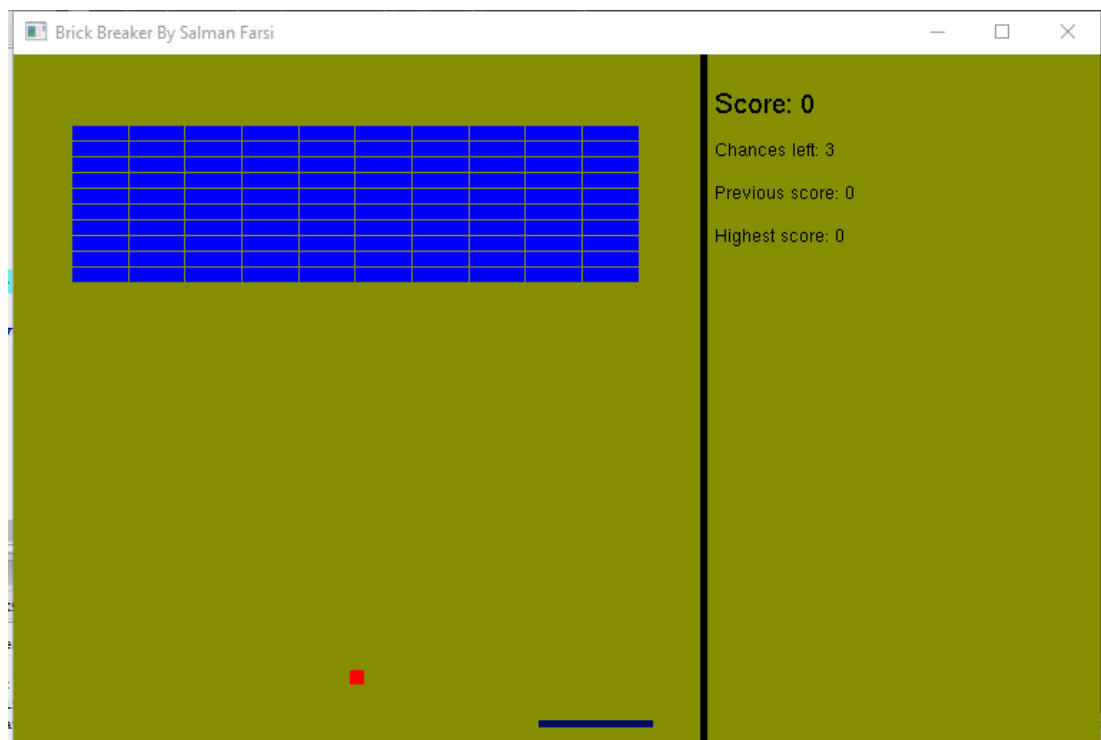 Brick Breaker By Salman Farsi
Score: 0
Chances left: 3
Previous score: 0
Highest score: 0